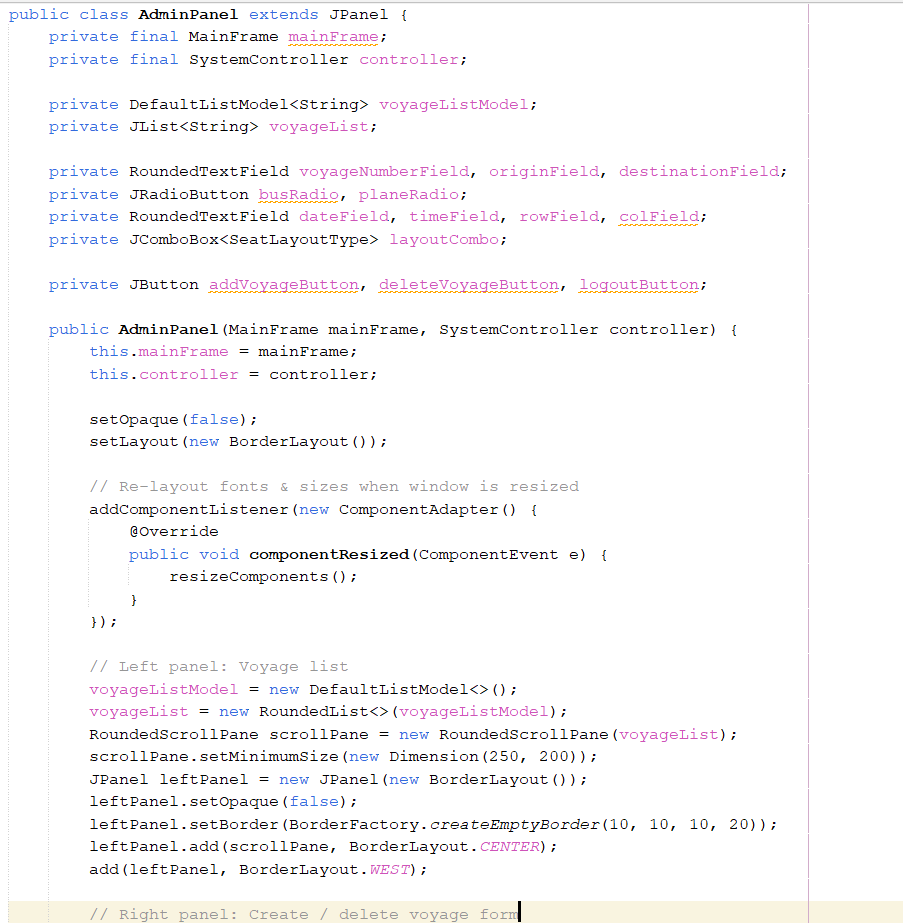 public class AdminPanel extends JPanel {
    private final MainFrame mainFrame;
    private final SystemController controller;

    private DefaultListModel<String> voyageListModel;
    private JList<String> voyageList;

    private RoundedTextField voyageNumberField, originField, destinationField;
    private JRadioButton busRadio, planeRadio;
    private RoundedTextField dateField, timeField, rowField, colField;
    private JComboBox<SeatLayoutType> layoutCombo;

    private JButton addVoyageButton, deleteVoyageButton, logoutButton;

    public AdminPanel(MainFrame mainFrame, SystemController controller) {
        this.mainFrame = mainFrame;
        this.controller = controller;

        setOpaque(false);
        setLayout(new BorderLayout());

        // Re-layout fonts & sizes when window is resized
        addComponentListener(new ComponentAdapter() {
            @Override
            public void componentResized(ComponentEvent e) {
                resizeComponents();
            }
        });

        // Left panel: Voyage list
        voyageListModel = new DefaultListModel<>();
        voyageList = new RoundedList<>(voyageListModel);
        RoundedScrollPane scrollPane = new RoundedScrollPane(voyageList);
        scrollPane.setMinimumSize(new Dimension(250, 200));
        JPanel leftPanel = new JPanel(new BorderLayout());
        leftPanel.setOpaque(false);
        leftPanel.setBorder(BorderFactory.createEmptyBorder(10, 10, 10, 20));
        leftPanel.add(scrollPane, BorderLayout.CENTER);
        add(leftPanel, BorderLayout.WEST);

        // Right panel: Create / delete voyage form